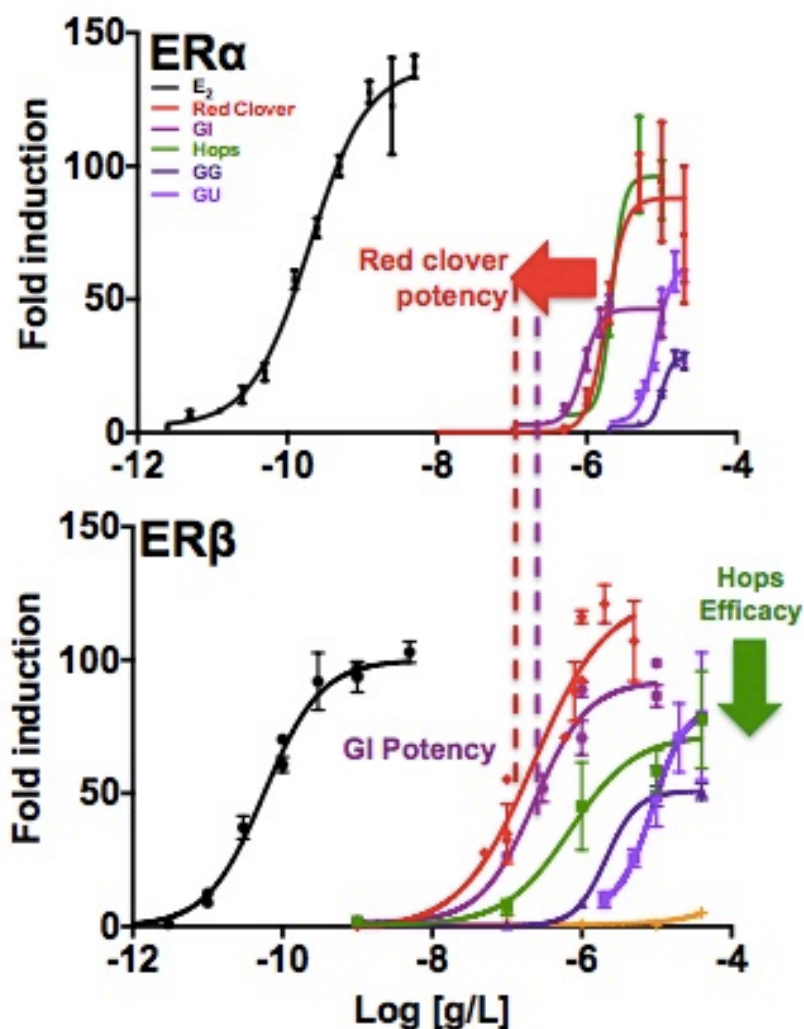 150
ERα
E2
Red Clover
GI
Hops
GG
GU
100
Fold induction
Red clover
potency
50
0
-12
-10
-8
-6
-4
150
ERβ
Hops
Efficacy
100
Fold induction
GI Potency
50
0
-12
-10
-8
-6
-4
Log [g/L]